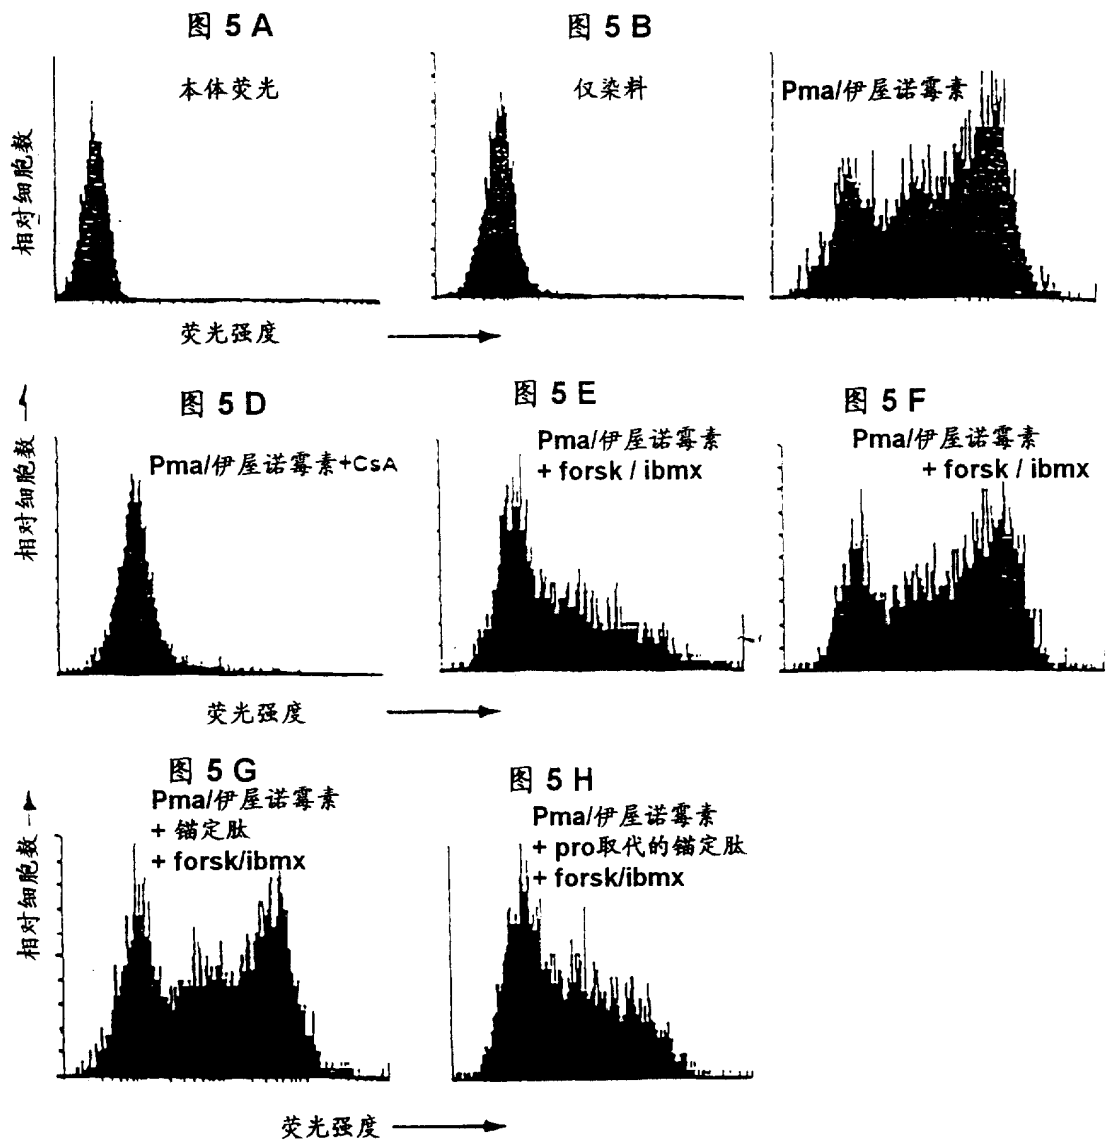 图 5 A
图 5 B
本体荧光
仅染料
Pma/伊屋诺霉素
相对细胞数
荧光强度
图 5 D
图 5 E
图 5 F
Pma/伊屋诺霉素+CsA
Pma/伊屋诺霉素
+ forsk / ibmx
Pma/伊屋诺霉素
+ forsk / ibmx
相对细胞数
荧光强度
图 5 G
Pma/伊屋诺霉素
+ 锚定肽
+ forsk/ibmx
图 5 H
Pma/伊屋诺霉素
+ pro取代的锚定肽
+ forsk/ibmx
相对细胞数
荧光强度